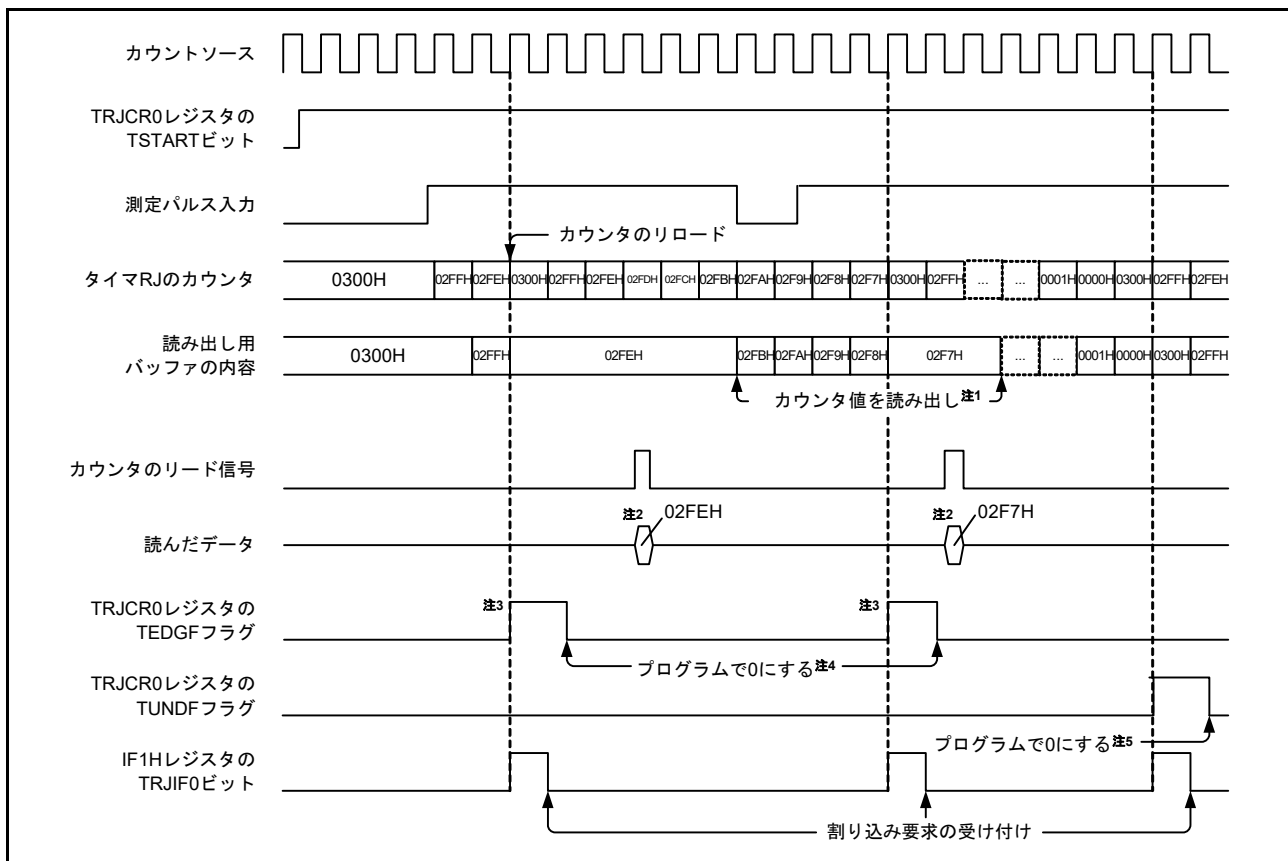 カウントソース
TRJCR0レジスタの
TSTARTビット
測定パルス入力
カウンタのリロード
タイマRJのカウンタ
0300H 02FFH 02FEH 0300H 02FFH 02FEH 02FDH 02FCH 02FBH 02FAH 02F9H 02F8H 02F7H 0300H 02FFH ... ... 0001H 0000H 0300H 02FFH 02FEH
読み出し用
バッファの内容
0300H 02FFH 02FEH 02FBH 02FAH 02F9H 02F8H 02F7H ... ... 0001H 0000H 0300H 02FFH
カウンタ値を読み出し注1
カウンタのリード信号
注2 02FEH 注2 02F7H
読んだデータ
TRJCR0レジスタの
TEDGFフラグ
注3 注3
プログラムで0にする注4
TRJCR0レジスタの
TUNDFフラグ
プログラムで0にする注5
IF1Hレジスタの
TRJIF0ビット
割り込み要求の受け付け